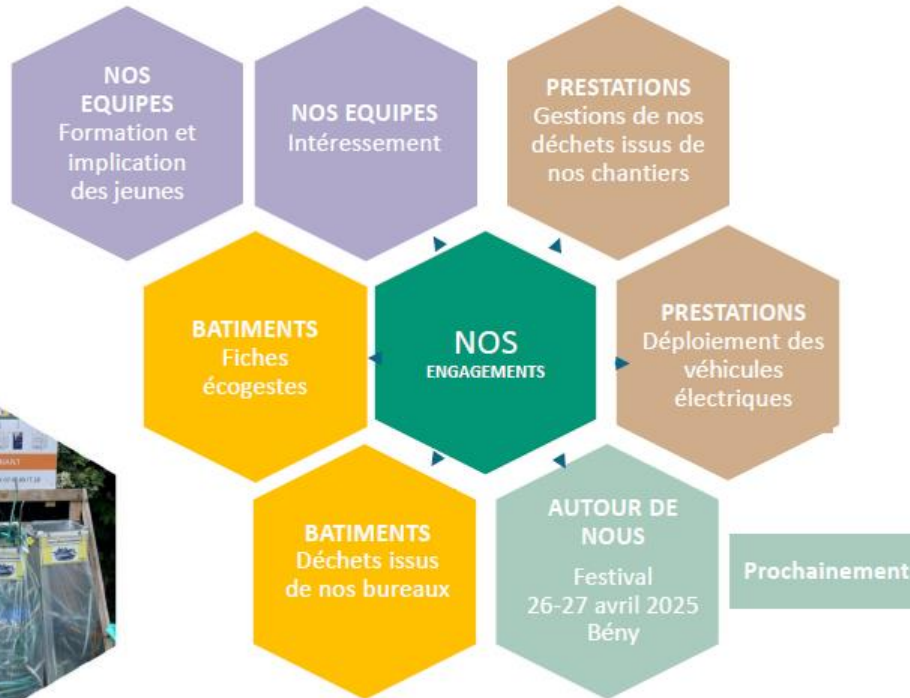 NOS
EQUIPES
Formation et
implication
des jeunes
NOS EQUIPES
Intéressement
PRESTATIONS
Gestions de nos
déchets issus de
nos chantiers
BATIMENTS
Fiches
écogestes
NOS
ENGAGEMENTS
PRESTATIONS
Déploiement des
véhicules
électriques
BATIMENTS
Déchets issus
de nos bureaux
AUTOUR DE
NOUS
Festival
26-27 avril 2025
Bény
Prochainement